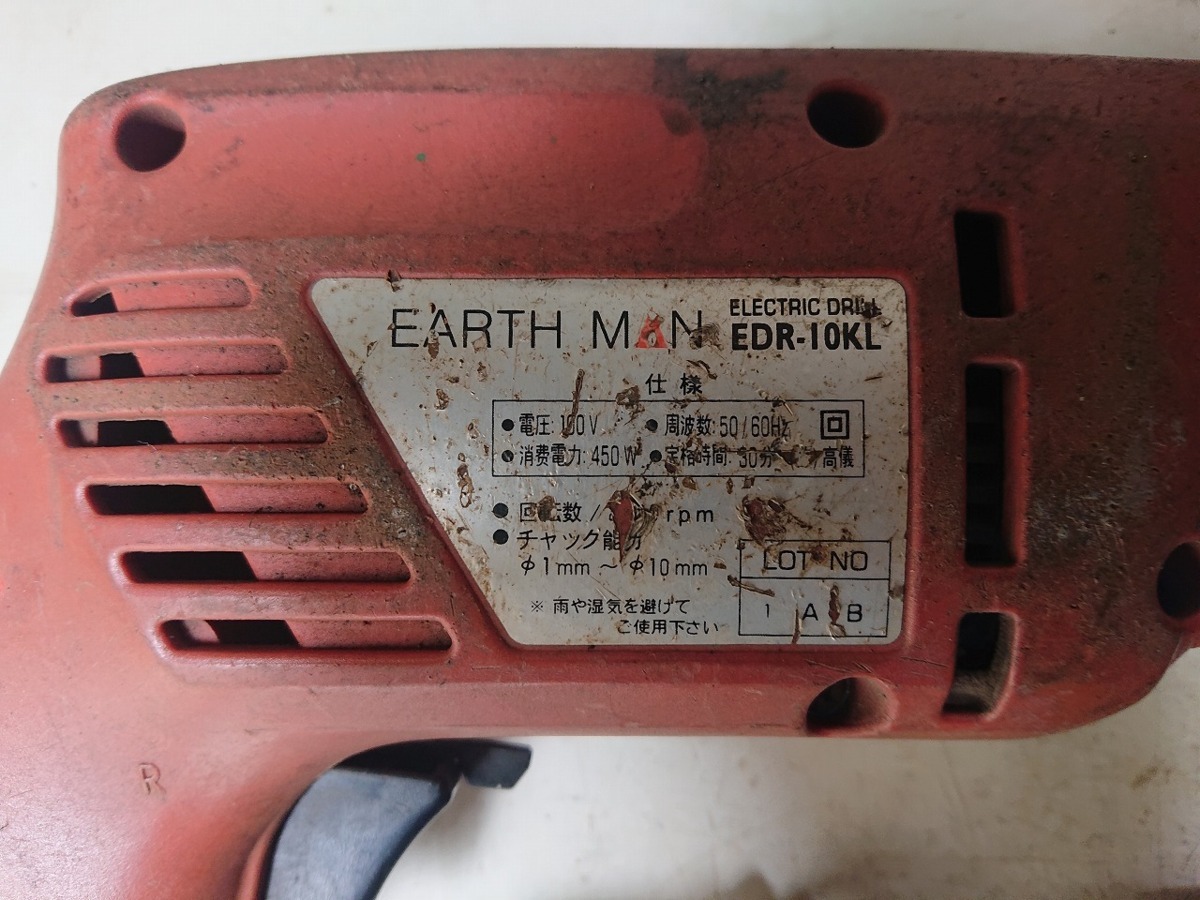 EARTH MAN
ELECTRIC DRILL
EDR-10KL
仕様
●電圧:100V ●周波数:50/60Hz
●消費電力:450W ●定格時間:30分 高儀
●回転数/ rpm
●チャック能力
φ1mm～φ10mm
※雨や湿気を避けて
ご使用下さい
LOT NO
1 A B
R